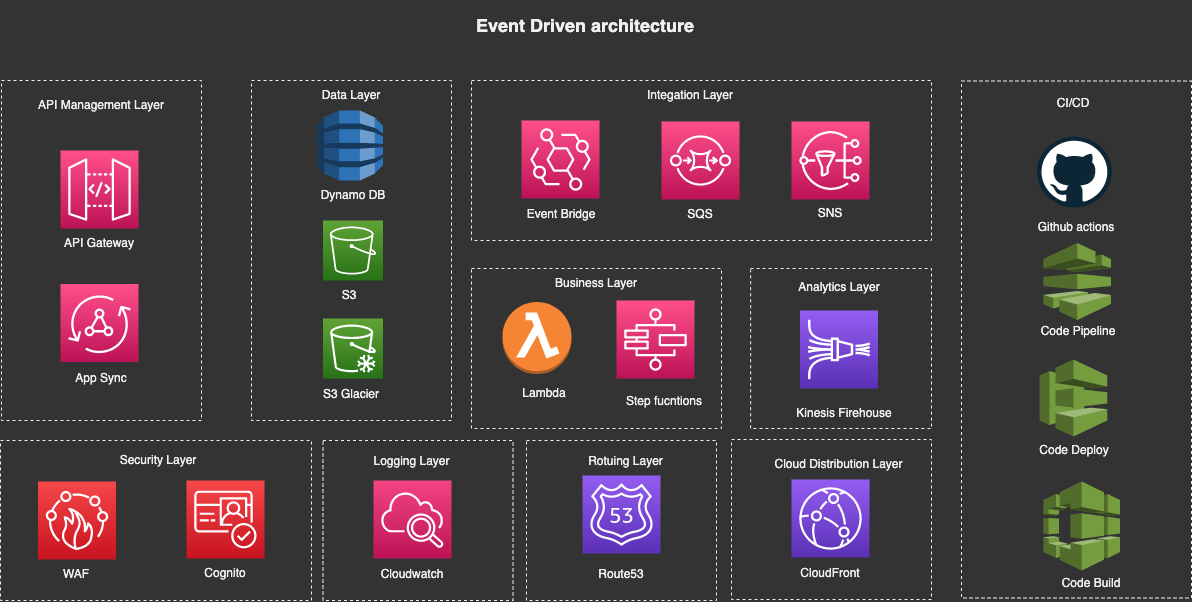 Event Driven architecture
API Management Layer
API Gateway
App Sync
Data Layer
Dynamo DB
S3
S3 Glacier
Integation Layer
Event Bridge
SQS
SNS
Business Layer
Lambda
Step fucntions
Analytics Layer
Kinesis Firehouse
CI/CD
Github actions
Code Pipeline
Code Deploy
Code Build
Security Layer
WAF
Cognito
Logging Layer
Cloudwatch
Rotuing Layer
53
Route53
Cloud Distribution Layer
CloudFront